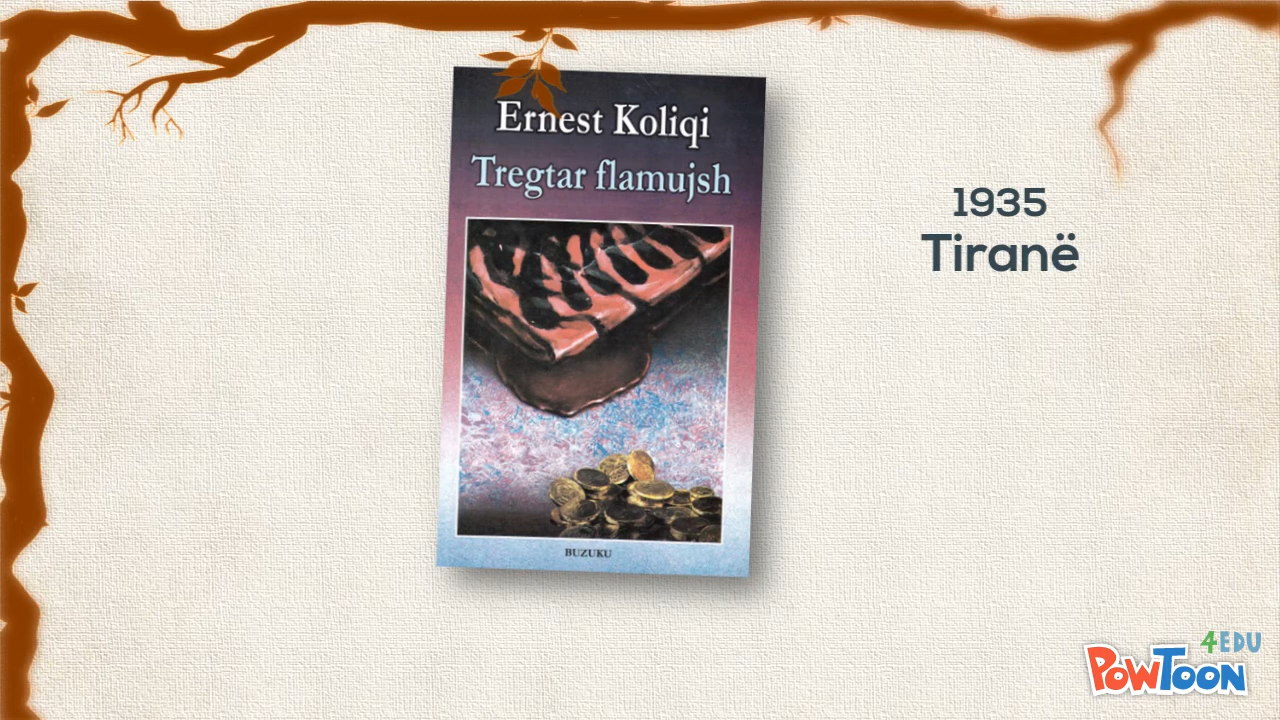 Ernest Koliqi
Tregtar flamujsh
BUZUKU
1935
Tiranë
4EDU
POWTOON